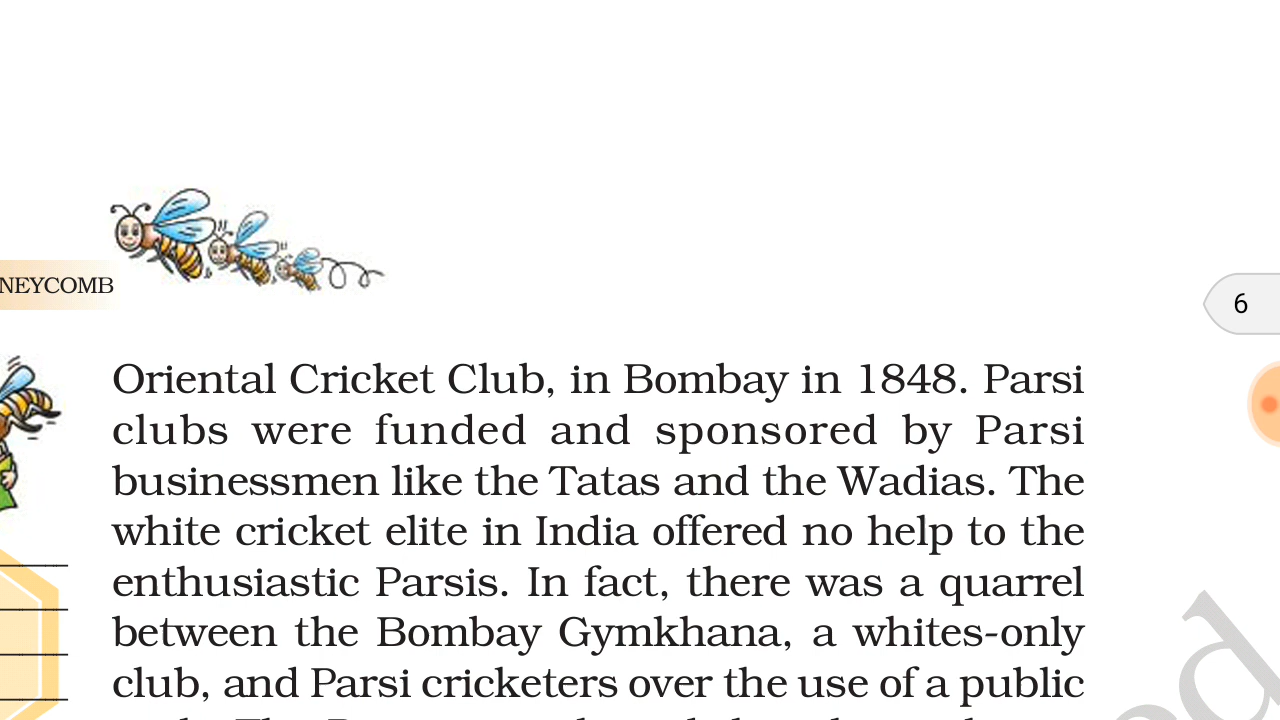 NEYCOMB
6
Oriental Cricket Club, in Bombay in 1848. Parsi
clubs were funded and sponsored by Parsi
businessmen like the Tatas and the Wadias. The
white cricket elite in India offered no help to the
enthusiastic Parsis. In fact, there was a quarrel
between the Bombay Gymkhana, a whites-only
club, and Parsi cricketers over the use of a public